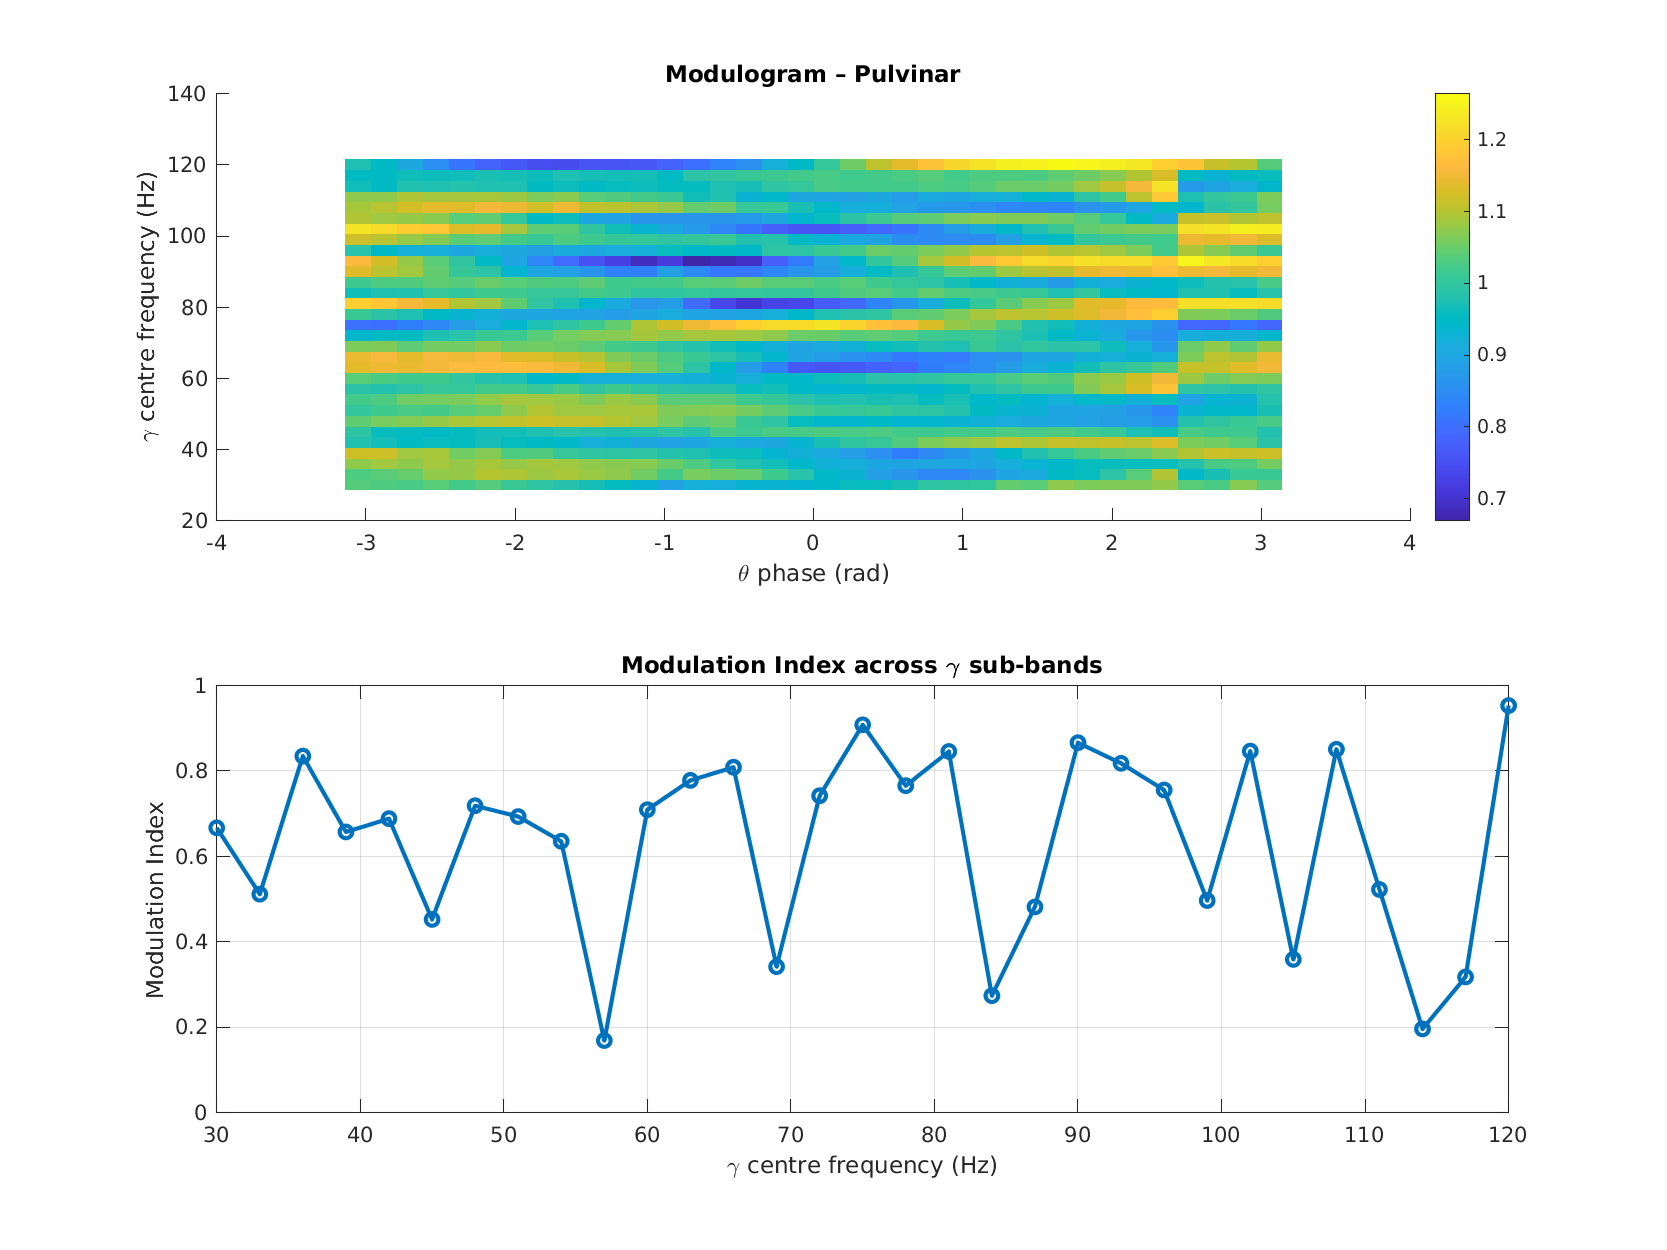 Modulogram – Pulvinar
140
120
100
80
60
40
20
γ centre frequency (Hz)
-4 -3 -2 -1 0 1 2 3 4
θ phase (rad)
1.2
1.1
1
0.9
0.8
0.7
Modulation Index across γ sub-bands
1
0.8
0.6
0.4
0.2
0
Modulation Index
30 40 50 60 70 80 90 100 110 120
γ centre frequency (Hz)